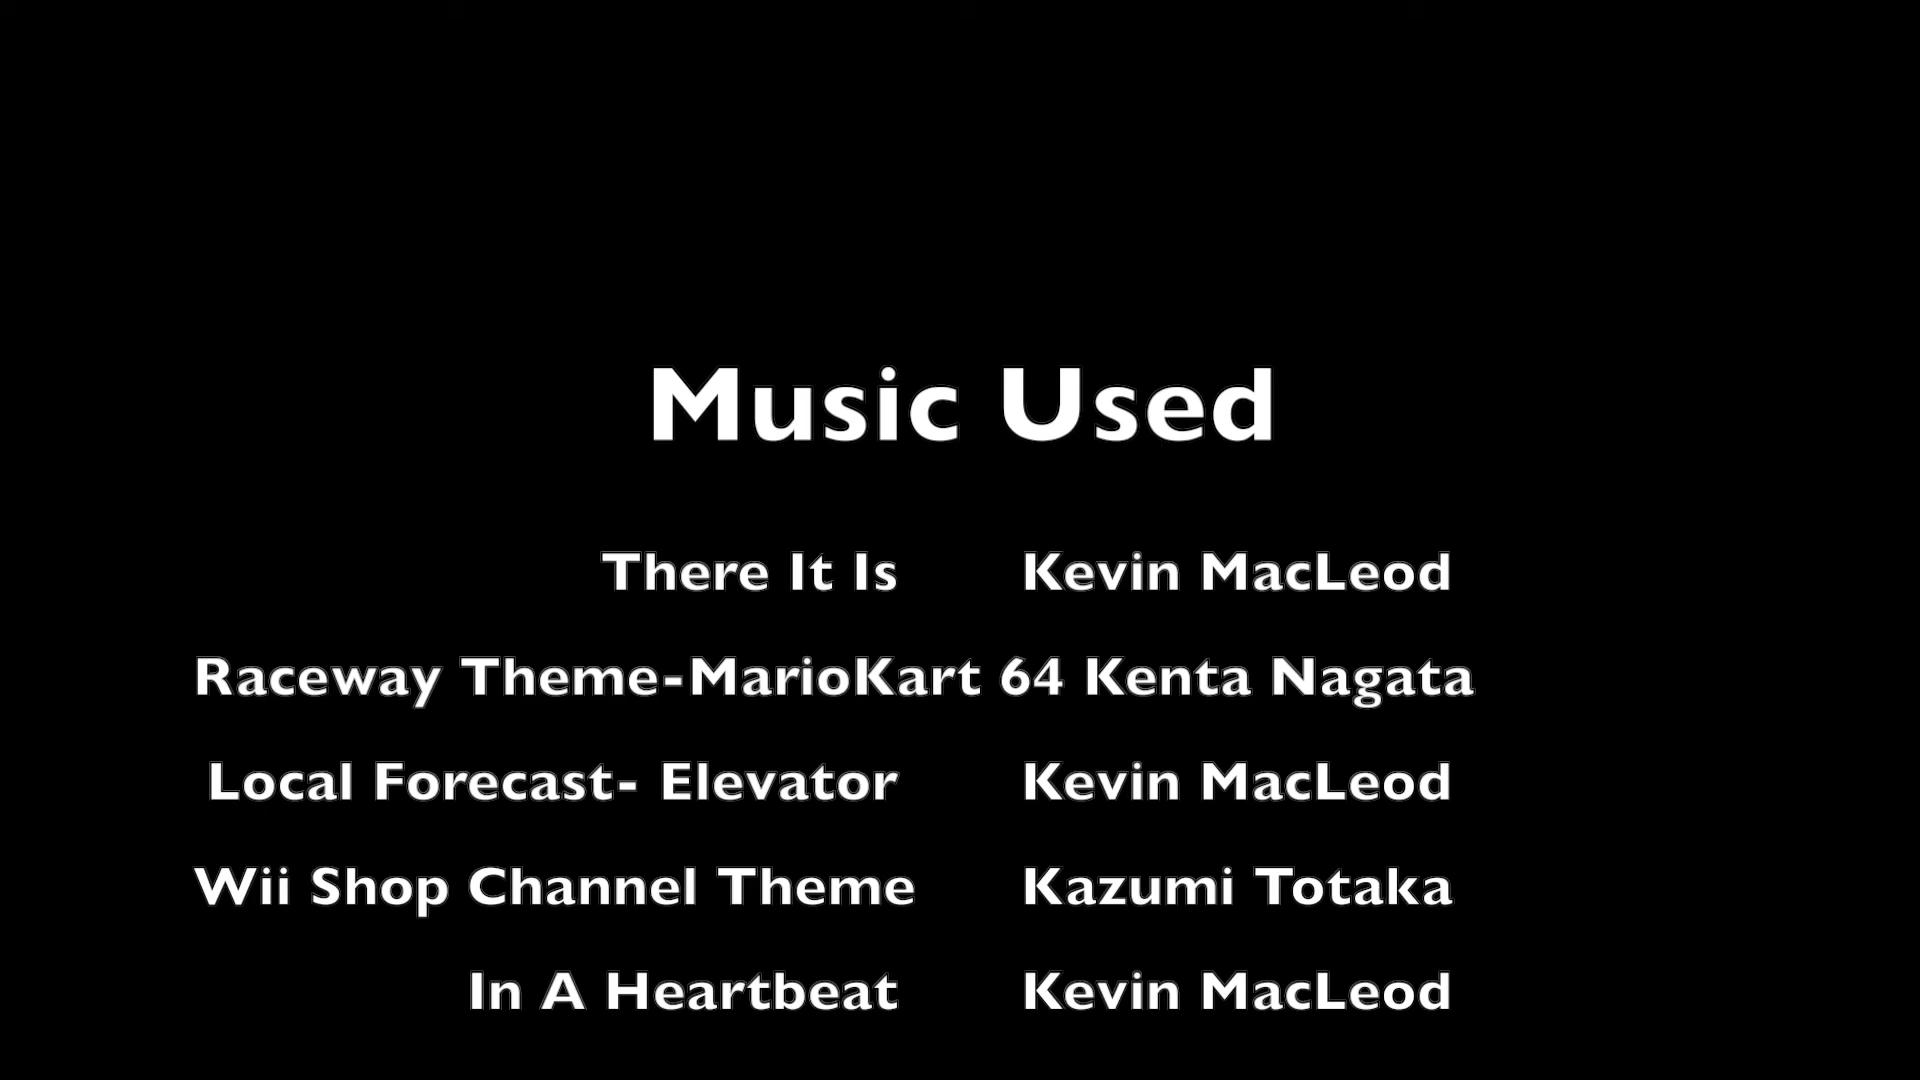 Music Used
There It Is Kevin MacLeod
Raceway Theme-MarioKart 64 Kenta Nagata
Local Forecast- Elevator Kevin MacLeod
Wii Shop Channel Theme Kazumi Totaka
In A Heartbeat Kevin MacLeod